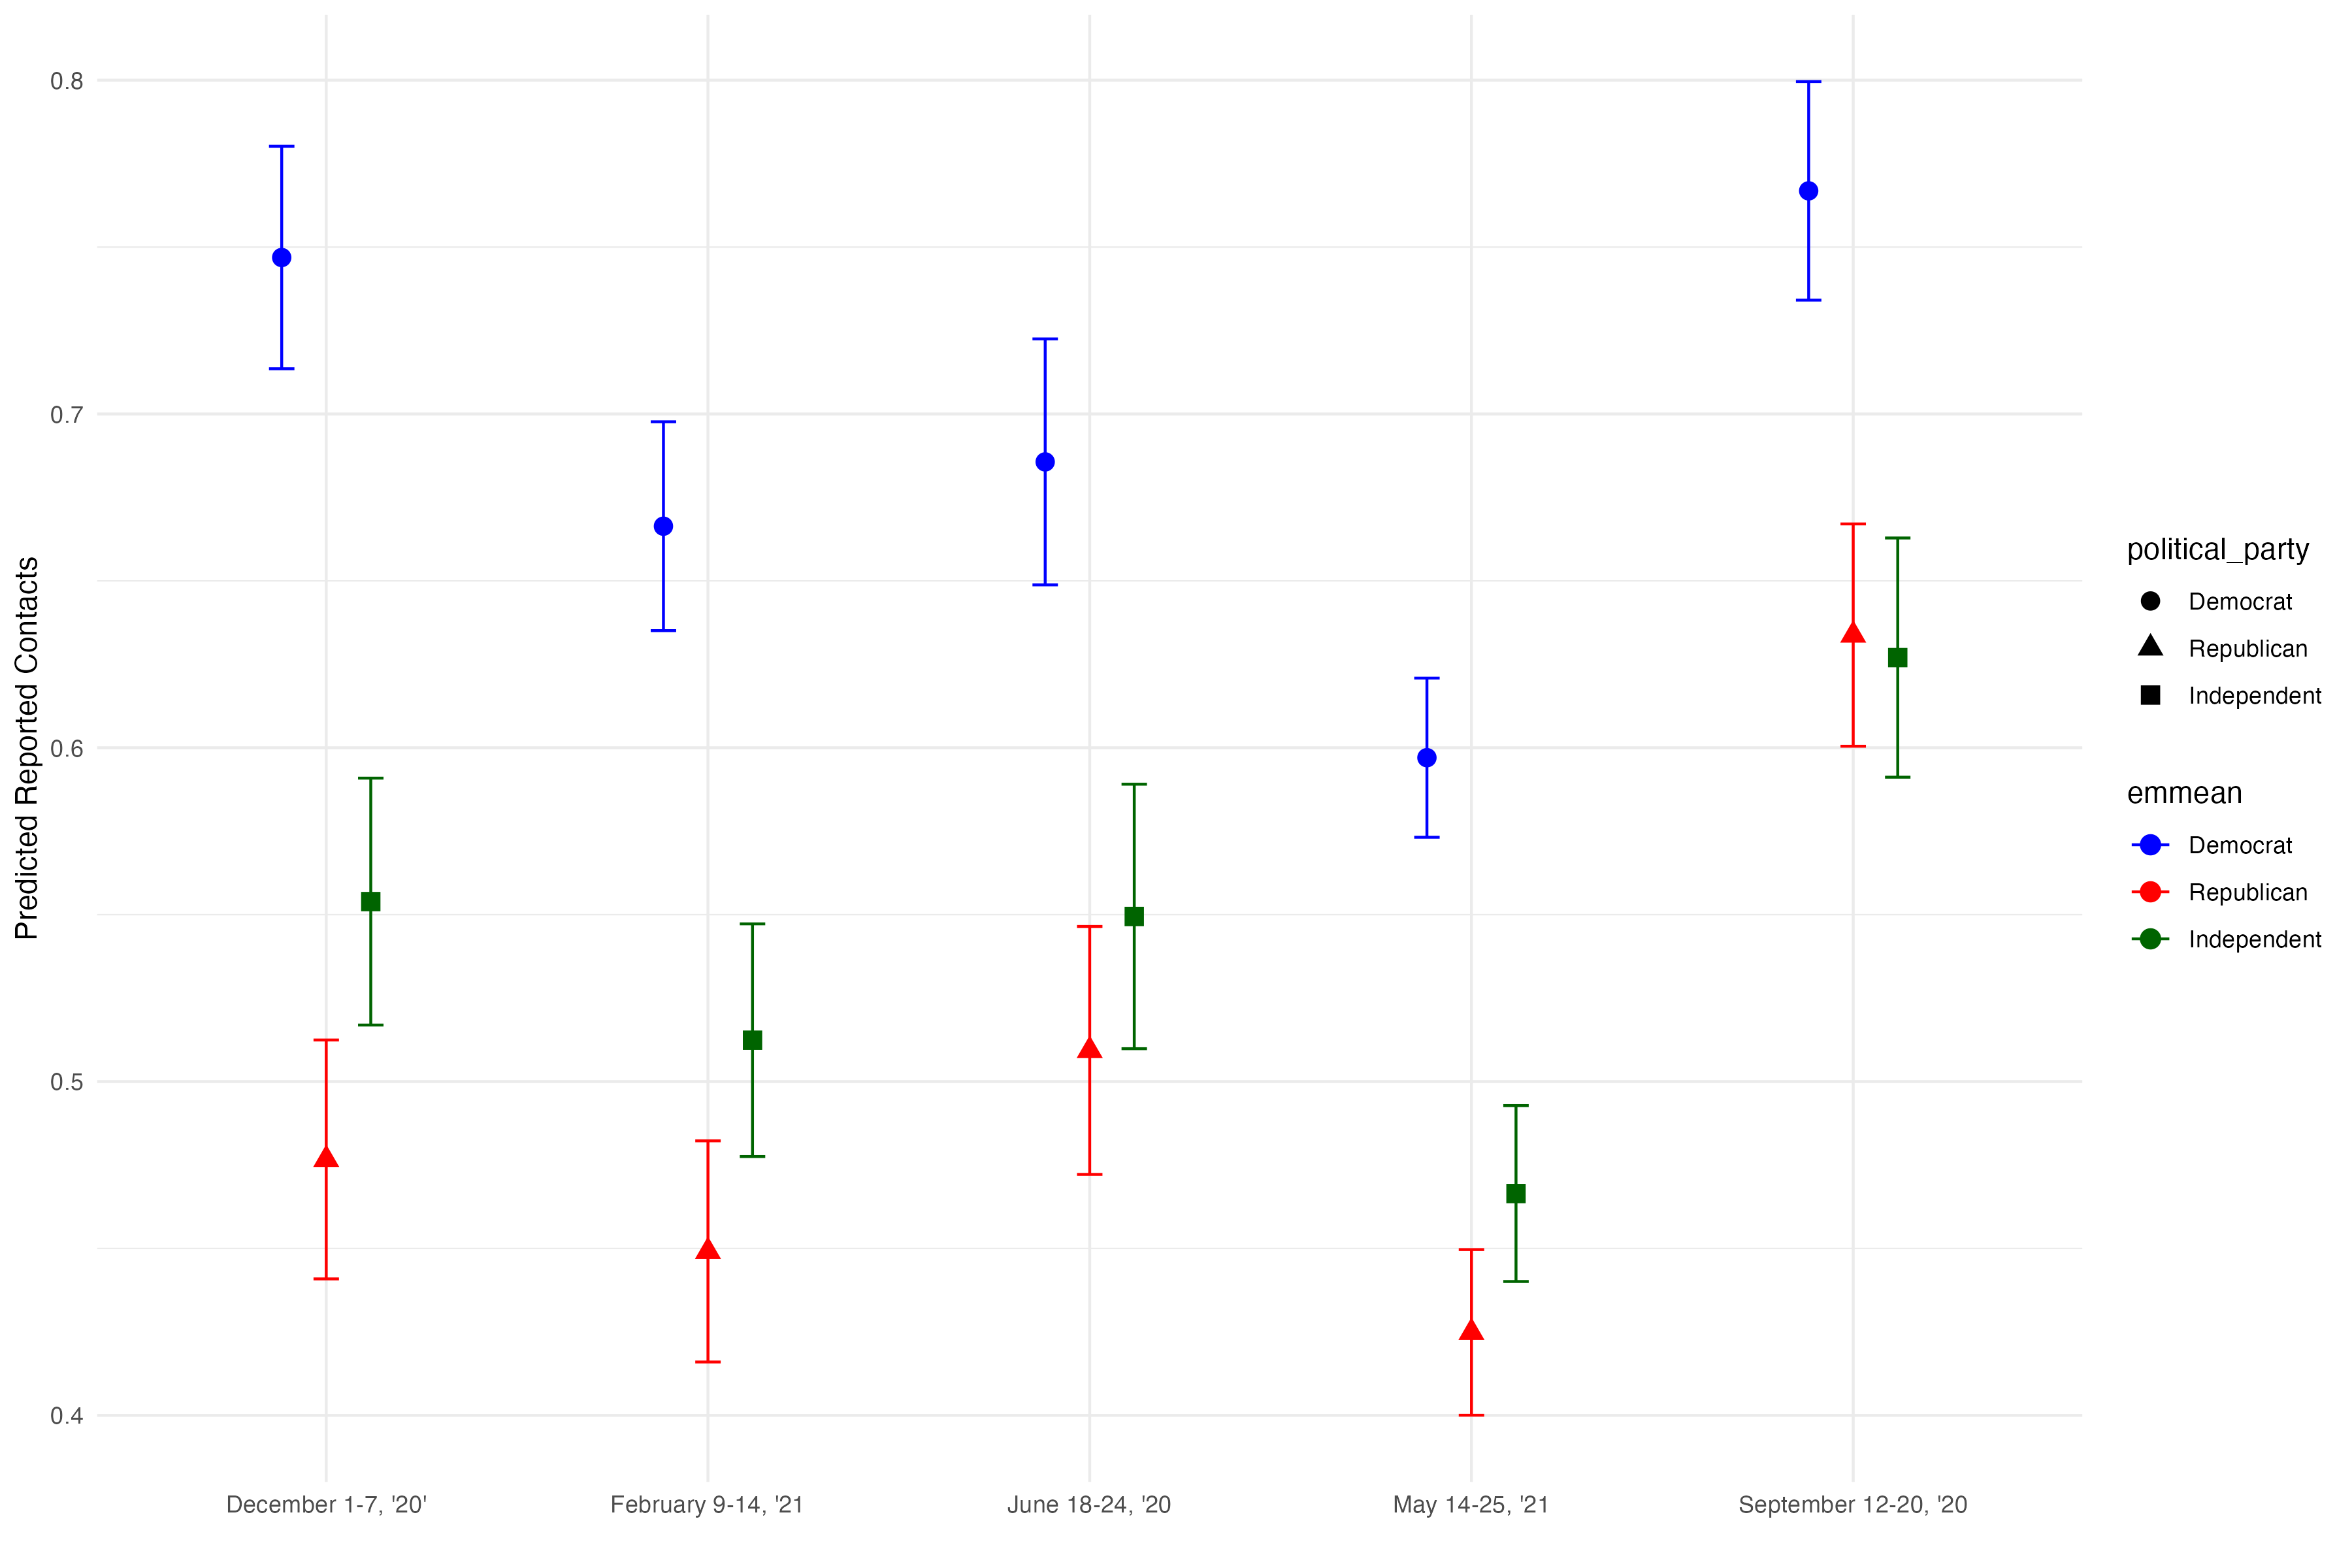 Predicted Reported Contacts
0.8
0.7
0.6
0.5
0.4
December 1-7, '20'
February 9-14, '21
June 18-24, '20
May 14-25, '21
September 12-20, '20
political_party
Democrat
Republican
Independent
emmean
Democrat
Republican
Independent